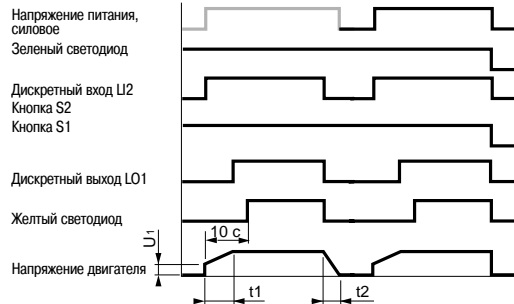 Напряжение питания,
силовое
Зеленый светодиод
Дискретный вход LI2
Кнопка S2
Кнопка S1
Дискретный выход LO1
Желтый светодиод
10 с
U1
Напряжение двигателя
t1
t2